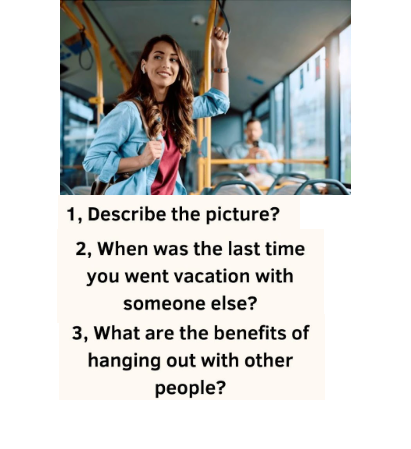 1, Describe the picture?
2, When was the last time
you went vacation with
someone else?
3, What are the benefits of
hanging out with other
people?